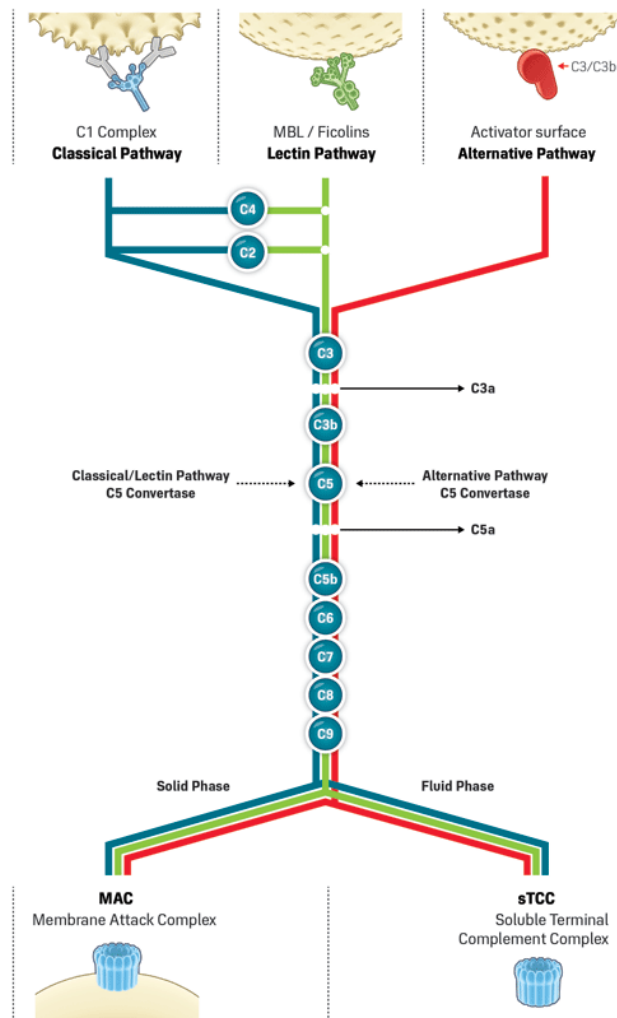 C3/C3b
C1 Complex
Classical Pathway
MBL / Ficolins
Lectin Pathway
Activator surface
Alternative Pathway
C4
C2
C3
C3a
C3b
Classical/Lectin Pathway
C5 Convertase
C5
Alternative Pathway
C5 Convertase
C5a
C5b
C6
C7
C8
C9
Solid Phase
Fluid Phase
MAC
Membrane Attack Complex
sTCC
Soluble Terminal
Complement Complex